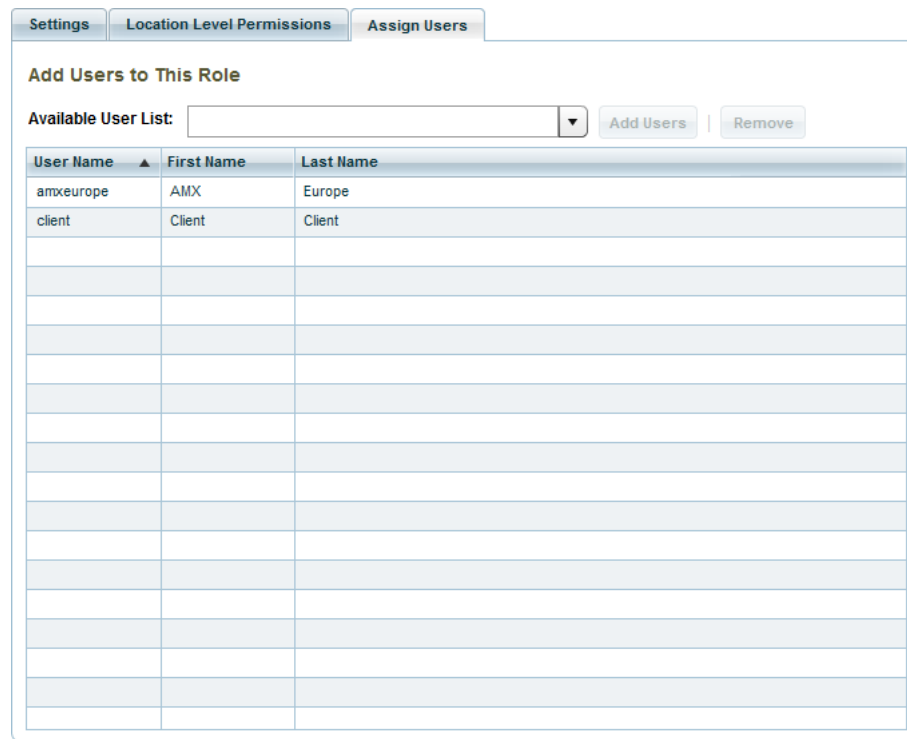 Settings Location Level Permissions Assign Users
Add Users to This Role
Available User List: Add Users | Remove
User Name First Name Last Name
amxeurope AMX Europe
client Client Client